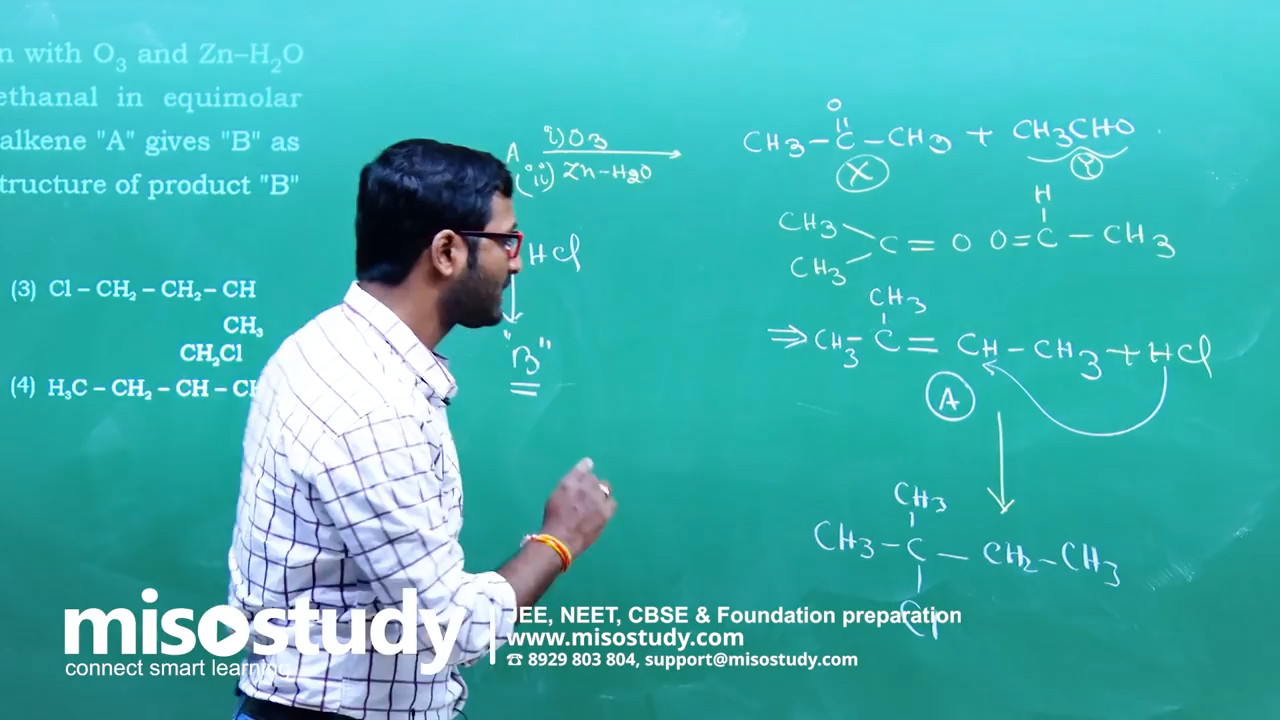 n with O₃ and Zn–H₂O
ethanal in equimolar
alkene "A" gives "B" as
tructure of product "B"
(3) Cl – CH₂ – CH₂ – CH
CH₃
CH₂Cl
(4) H₃C – CH₂ – CH –
A i) O3
(ii) Zn-H2O
HCl
"B"
O
CH3-C-CH3 + CH3CHO
X Y
H
CH3
C=O O=C-CH3
CH3
CH3
⇒ CH3-C=CH-CH3+HCl
A
CH3
CH3-C-CH2-CH3
misostudy
connect smart learning
JEE, NEET, CBSE & Foundation preparation
www.misostudy.com
☎ 8929 803 804, support@misostudy.com